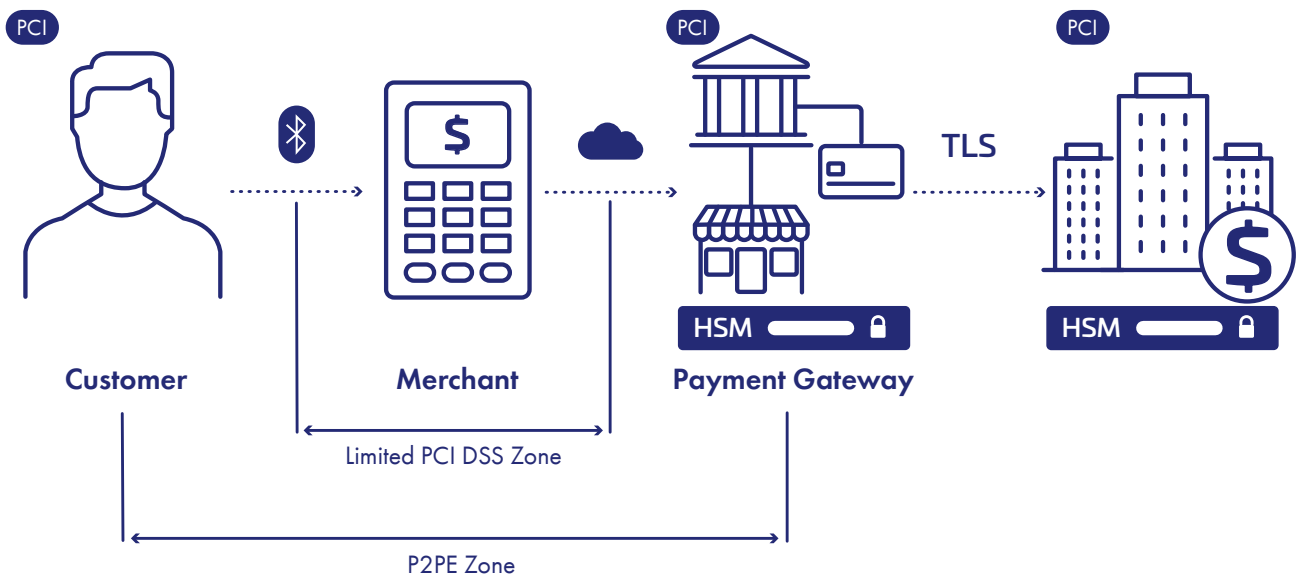 PCI
PCI
PCI
$
TLS
$
HSM
HSM
Customer
Merchant
Payment Gateway
Limited PCI DSS Zone
P2PE Zone